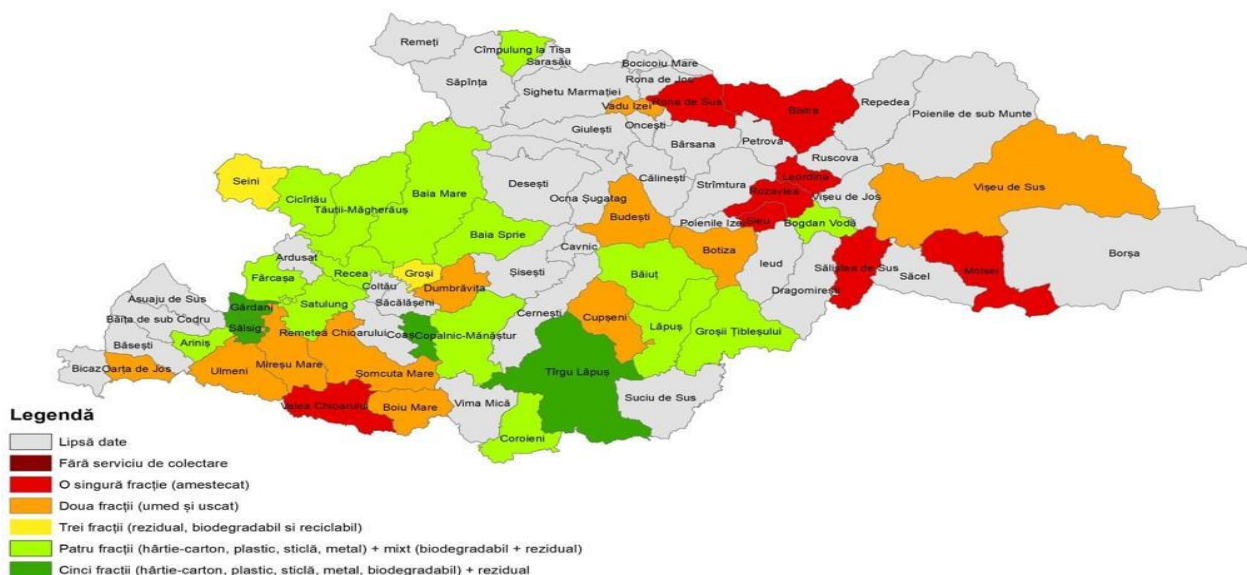 Remeți
Cîmpulung la Tisa
Sarasău
Săpînța
Bocicoiu Mare
Rona de Jos
Sighetu Marmației
Vadu Izei
Rona de Sus
Bistra
Repedea
Poienile de sub Munte
Giulești
Oncești
Bârsana
Petrova
Ruscova
Seini
Cicîrlău
Tăuții-Măgherăuș
Baia Mare
Desești
Ocna Șugatag
Călinești
Strîmtura
Leordina
Rozavlea
Vișeu de Jos
Vișeu de Sus
Budești
Poienile Izei
Șieu
Bogdan Vodă
Baia Sprie
Cavnic
Botiza
Ieud
Săliștea de Sus
Moisei
Borșa
Ardusat
Recea
Groși
Șisești
Băiuț
Dragomirești
Săcel
Fărcașa
Coltău
Dumbrăvița
Asuaju de Sus
Gârdani
Satulung
Săcălășeni
Cernești
Cupșeni
Lăpuș
Groșii Țibleșului
Băița de sub Codru
Sălsig
Remetea Chioarului
Coaș
Copalnic-Mănăștur
Băsești
Ariniș
Bicaz
Oarța de Jos
Ulmeni
Mireșu Mare
Șomcuta Mare
Tîrgu Lăpuș
Valea Chioarului
Boiu Mare
Vima Mică
Suciu de Sus
Coroieni
Legendă
Lipsă date
Fără serviciu de colectare
O singură fracție (amestecat)
Doua fracții (umed și uscat)
Trei fracții (rezidual, biodegradabil si reciclabil)
Patru fracții (hârtie-carton, plastic, sticlă, metal) + mixt (biodegradabil + rezidual)
Cinci fracții (hârtie-carton, plastic, sticlă, metal, biodegradabil) + rezidual